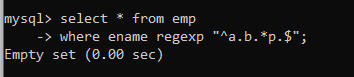 mysql> select * from emp
    -> where ename regexp "^a.b.*p.$";
Empty set (0.00 sec)